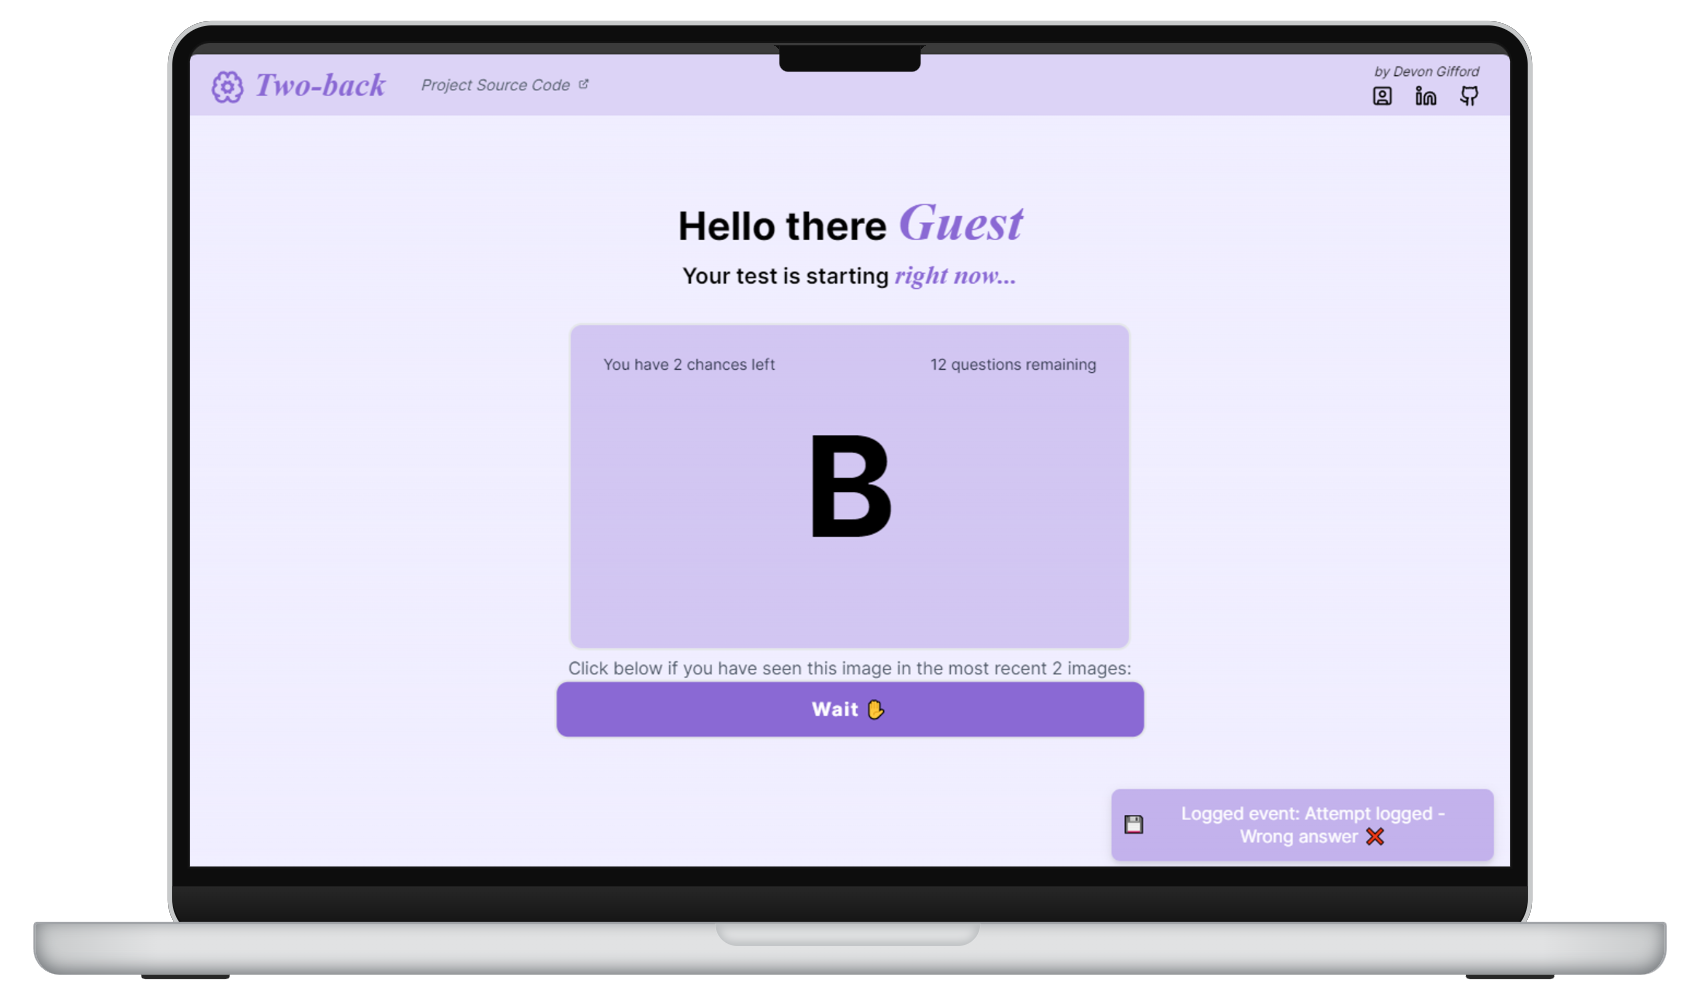 Two-back
Project Source Code
by Devon Gifford
Hello there Guest
Your test is starting right now...
You have 2 chances left
12 questions remaining
B
Click below if you have seen this image in the most recent 2 images:
Wait ✋
Logged event: Attempt logged -
Wrong answer ❌